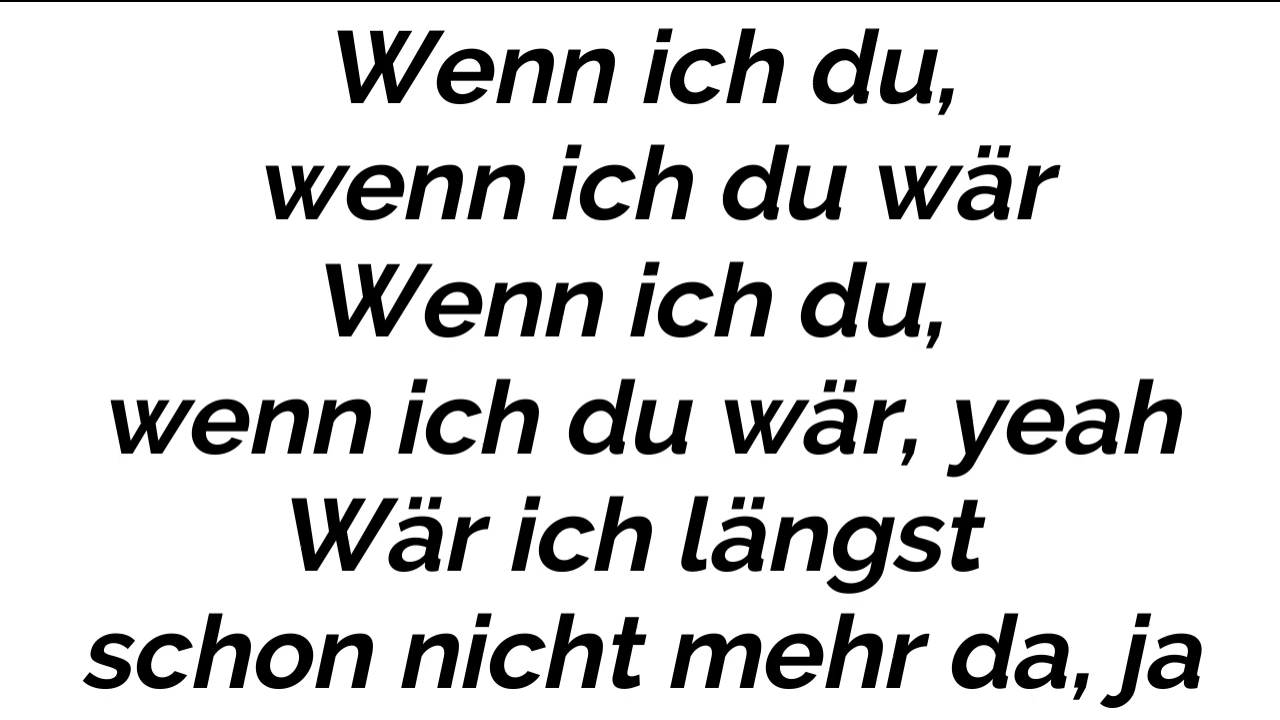 Wenn ich du,
wenn ich du wär
Wenn ich du,
wenn ich du wär, yeah
Wär ich längst
schon nicht mehr da, ja